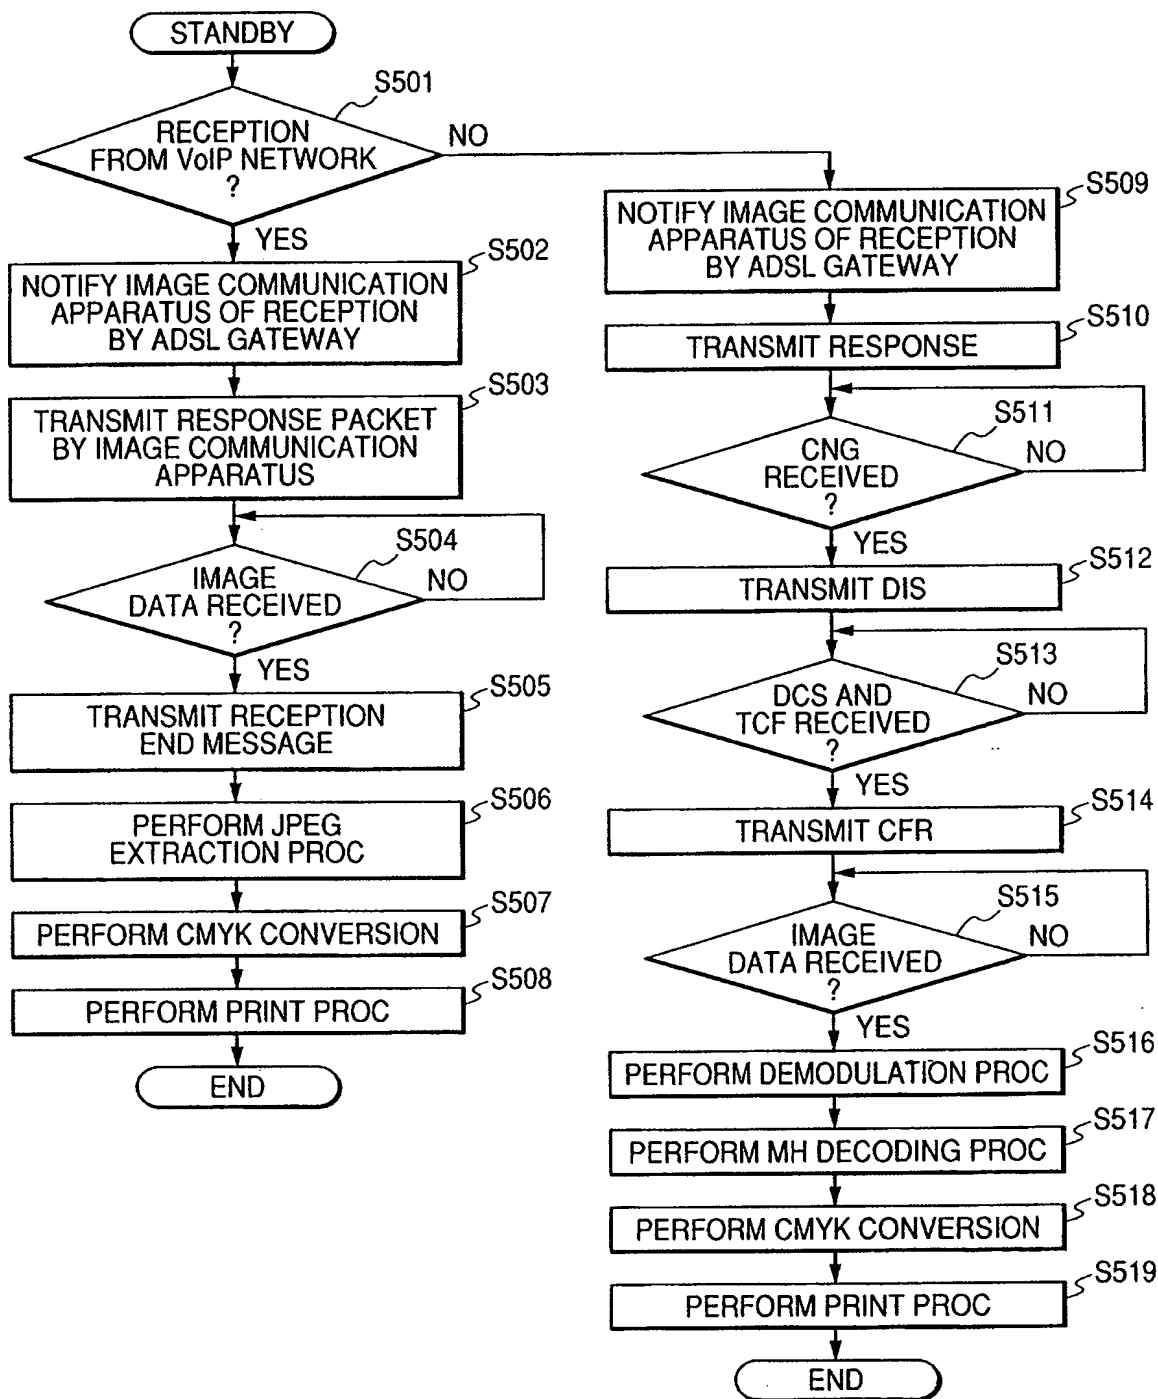 STANDBY
S501
RECEPTION
FROM VoIP NETWORK
?
NO
YES
S502
NOTIFY IMAGE COMMUNICATION
APPARATUS OF RECEPTION
BY ADSL GATEWAY
S503
TRANSMIT RESPONSE PACKET
BY IMAGE COMMUNICATION
APPARATUS
S504
IMAGE
DATA RECEIVED
?
NO
YES
S505
TRANSMIT RECEPTION
END MESSAGE
S506
PERFORM JPEG
EXTRACTION PROC
S507
PERFORM CMYK CONVERSION
S508
PERFORM PRINT PROC
END
S509
NOTIFY IMAGE COMMUNICATION
APPARATUS OF RECEPTION
BY ADSL GATEWAY
S510
TRANSMIT RESPONSE
S511
CNG
RECEIVED
?
NO
YES
S512
TRANSMIT DIS
S513
DCS AND
TCF RECEIVED
?
NO
YES
S514
TRANSMIT CFR
S515
IMAGE
DATA RECEIVED
?
NO
YES
S516
PERFORM DEMODULATION PROC
S517
PERFORM MH DECODING PROC
S518
PERFORM CMYK CONVERSION
S519
PERFORM PRINT PROC
END